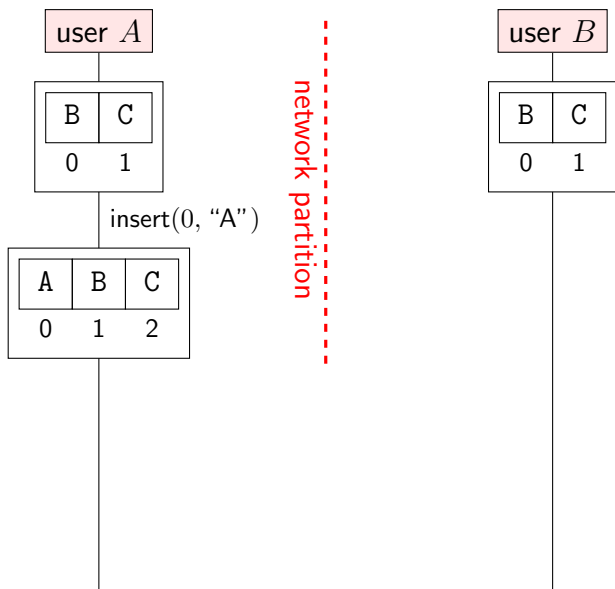 user A
user B
B C
0 1
B C
0 1
network partition
insert(0, “A”)
A B C
0 1 2